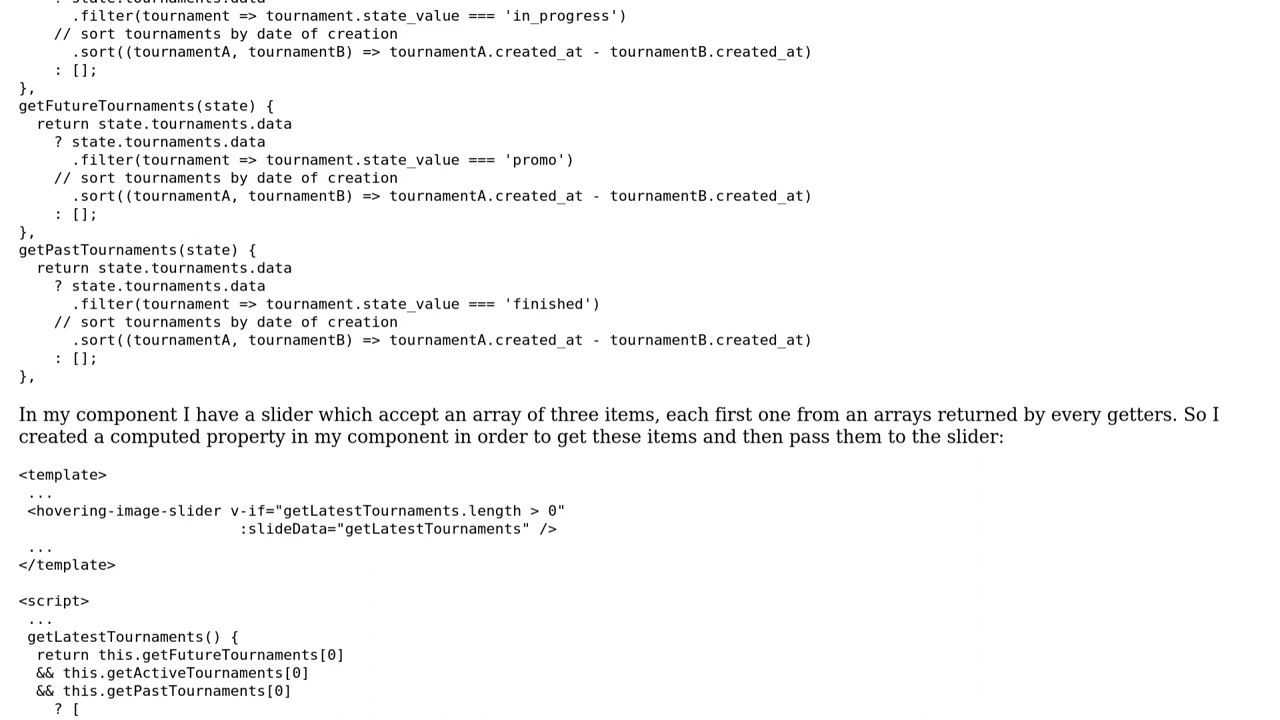 ? state.tournaments.data
.filter(tournament => tournament.state_value === 'in_progress')
// sort tournaments by date of creation
.sort((tournamentA, tournamentB) => tournamentA.created_at - tournamentB.created_at)
: [];
},
getFutureTournaments(state) {
return state.tournaments.data
? state.tournaments.data
.filter(tournament => tournament.state_value === 'promo')
// sort tournaments by date of creation
.sort((tournamentA, tournamentB) => tournamentA.created_at - tournamentB.created_at)
: [];
},
getPastTournaments(state) {
return state.tournaments.data
? state.tournaments.data
.filter(tournament => tournament.state_value === 'finished')
// sort tournaments by date of creation
.sort((tournamentA, tournamentB) => tournamentA.created_at - tournamentB.created_at)
: [];
},
In my component I have a slider which accept an array of three items, each first one from an arrays returned by every getters. So I
created a computed property in my component in order to get these items and then pass them to the slider:
<template>
...
<hovering-image-slider v-if="getLatestTournaments.length > 0"
:slideData="getLatestTournaments" />
...
</template>
<script>
...
getLatestTournaments() {
return this.getFutureTournaments[0]
&& this.getActiveTournaments[0]
&& this.getPastTournaments[0]
? [